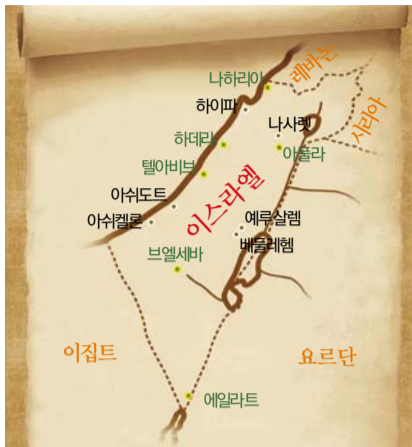 레바논
나하리아
시리아
하이파
나사렛
하데라
아풀라
텔아비브
이스라엘
아쉬도트
아쉬켈론
예루살렘
베들레헴
브엘세바
이집트
요르단
에일라트